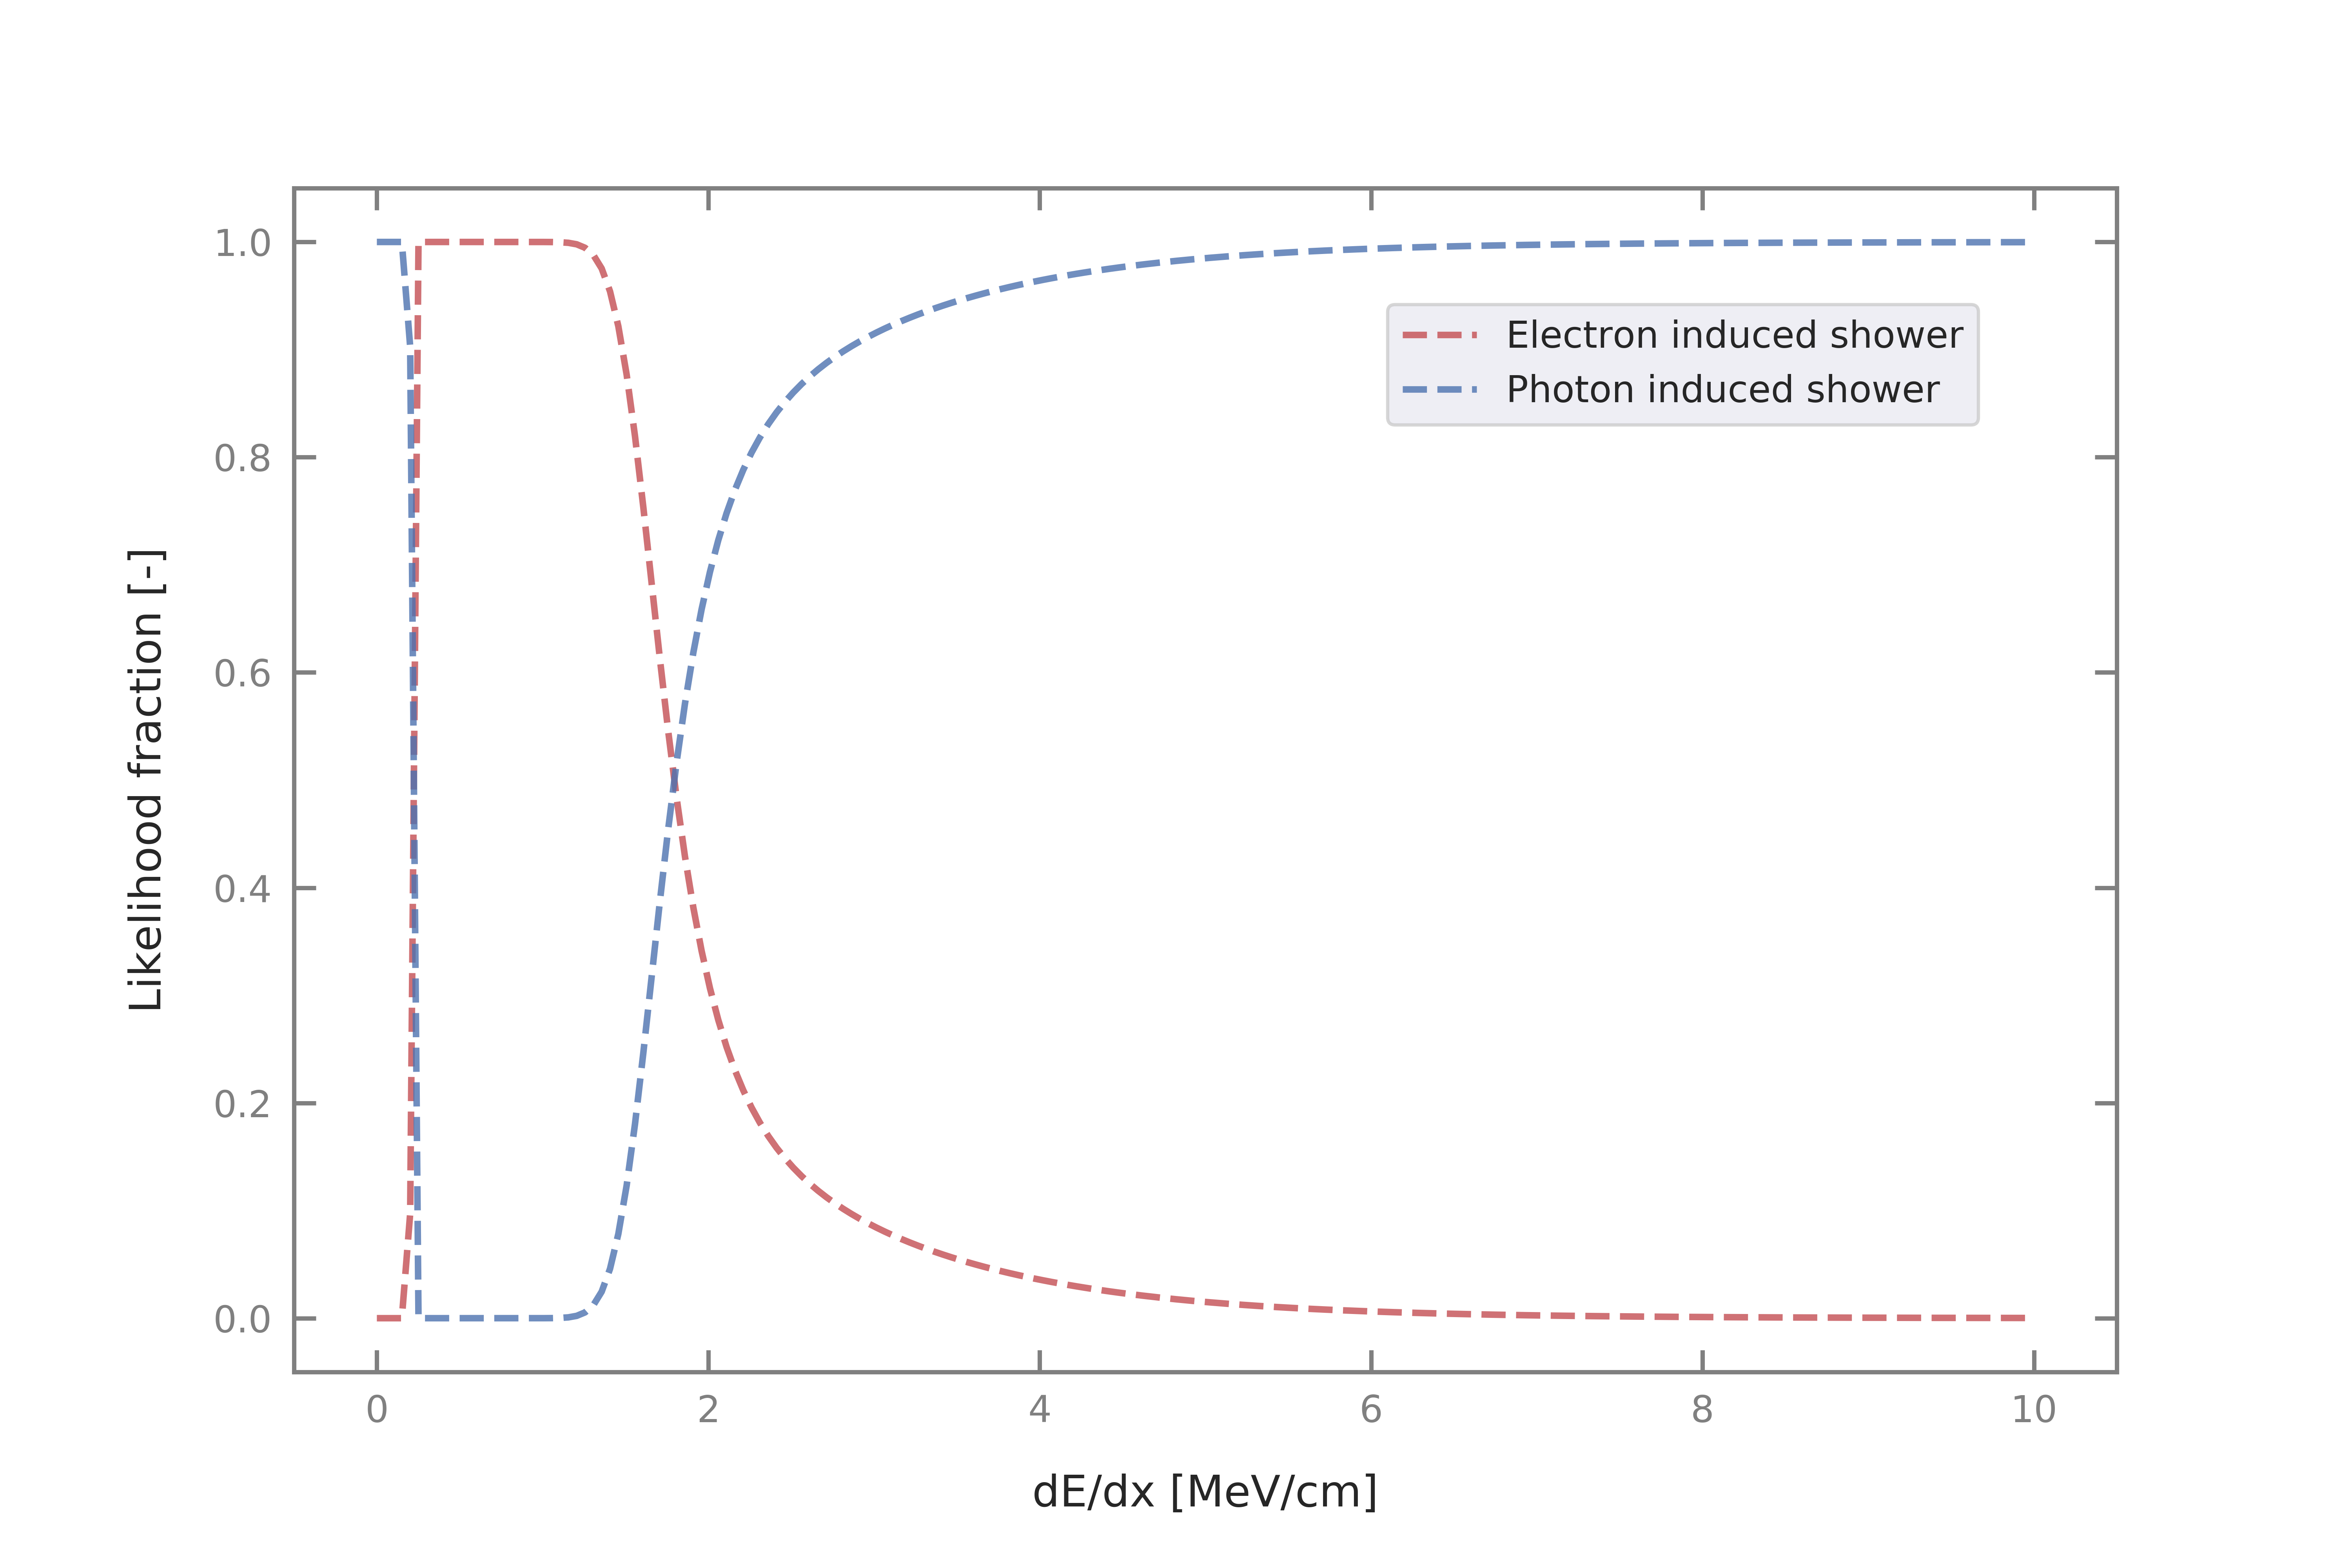 1.0
0.8
0.6
0.4
0.2
0.0
Likelihood fraction [-]
Electron induced shower
Photon induced shower
0 2 4 6 8 10
dE/dx [MeV/cm]